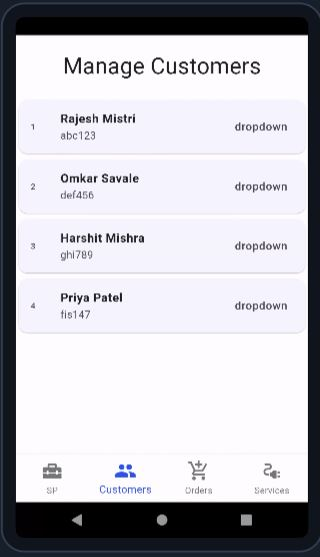 Manage Customers
1
Rajesh Mistri
abc123
dropdown
2
Omkar Savale
def456
dropdown
3
Harshit Mishra
ghi789
dropdown
4
Priya Patel
fis147
dropdown
SP
Customers
Orders
Services